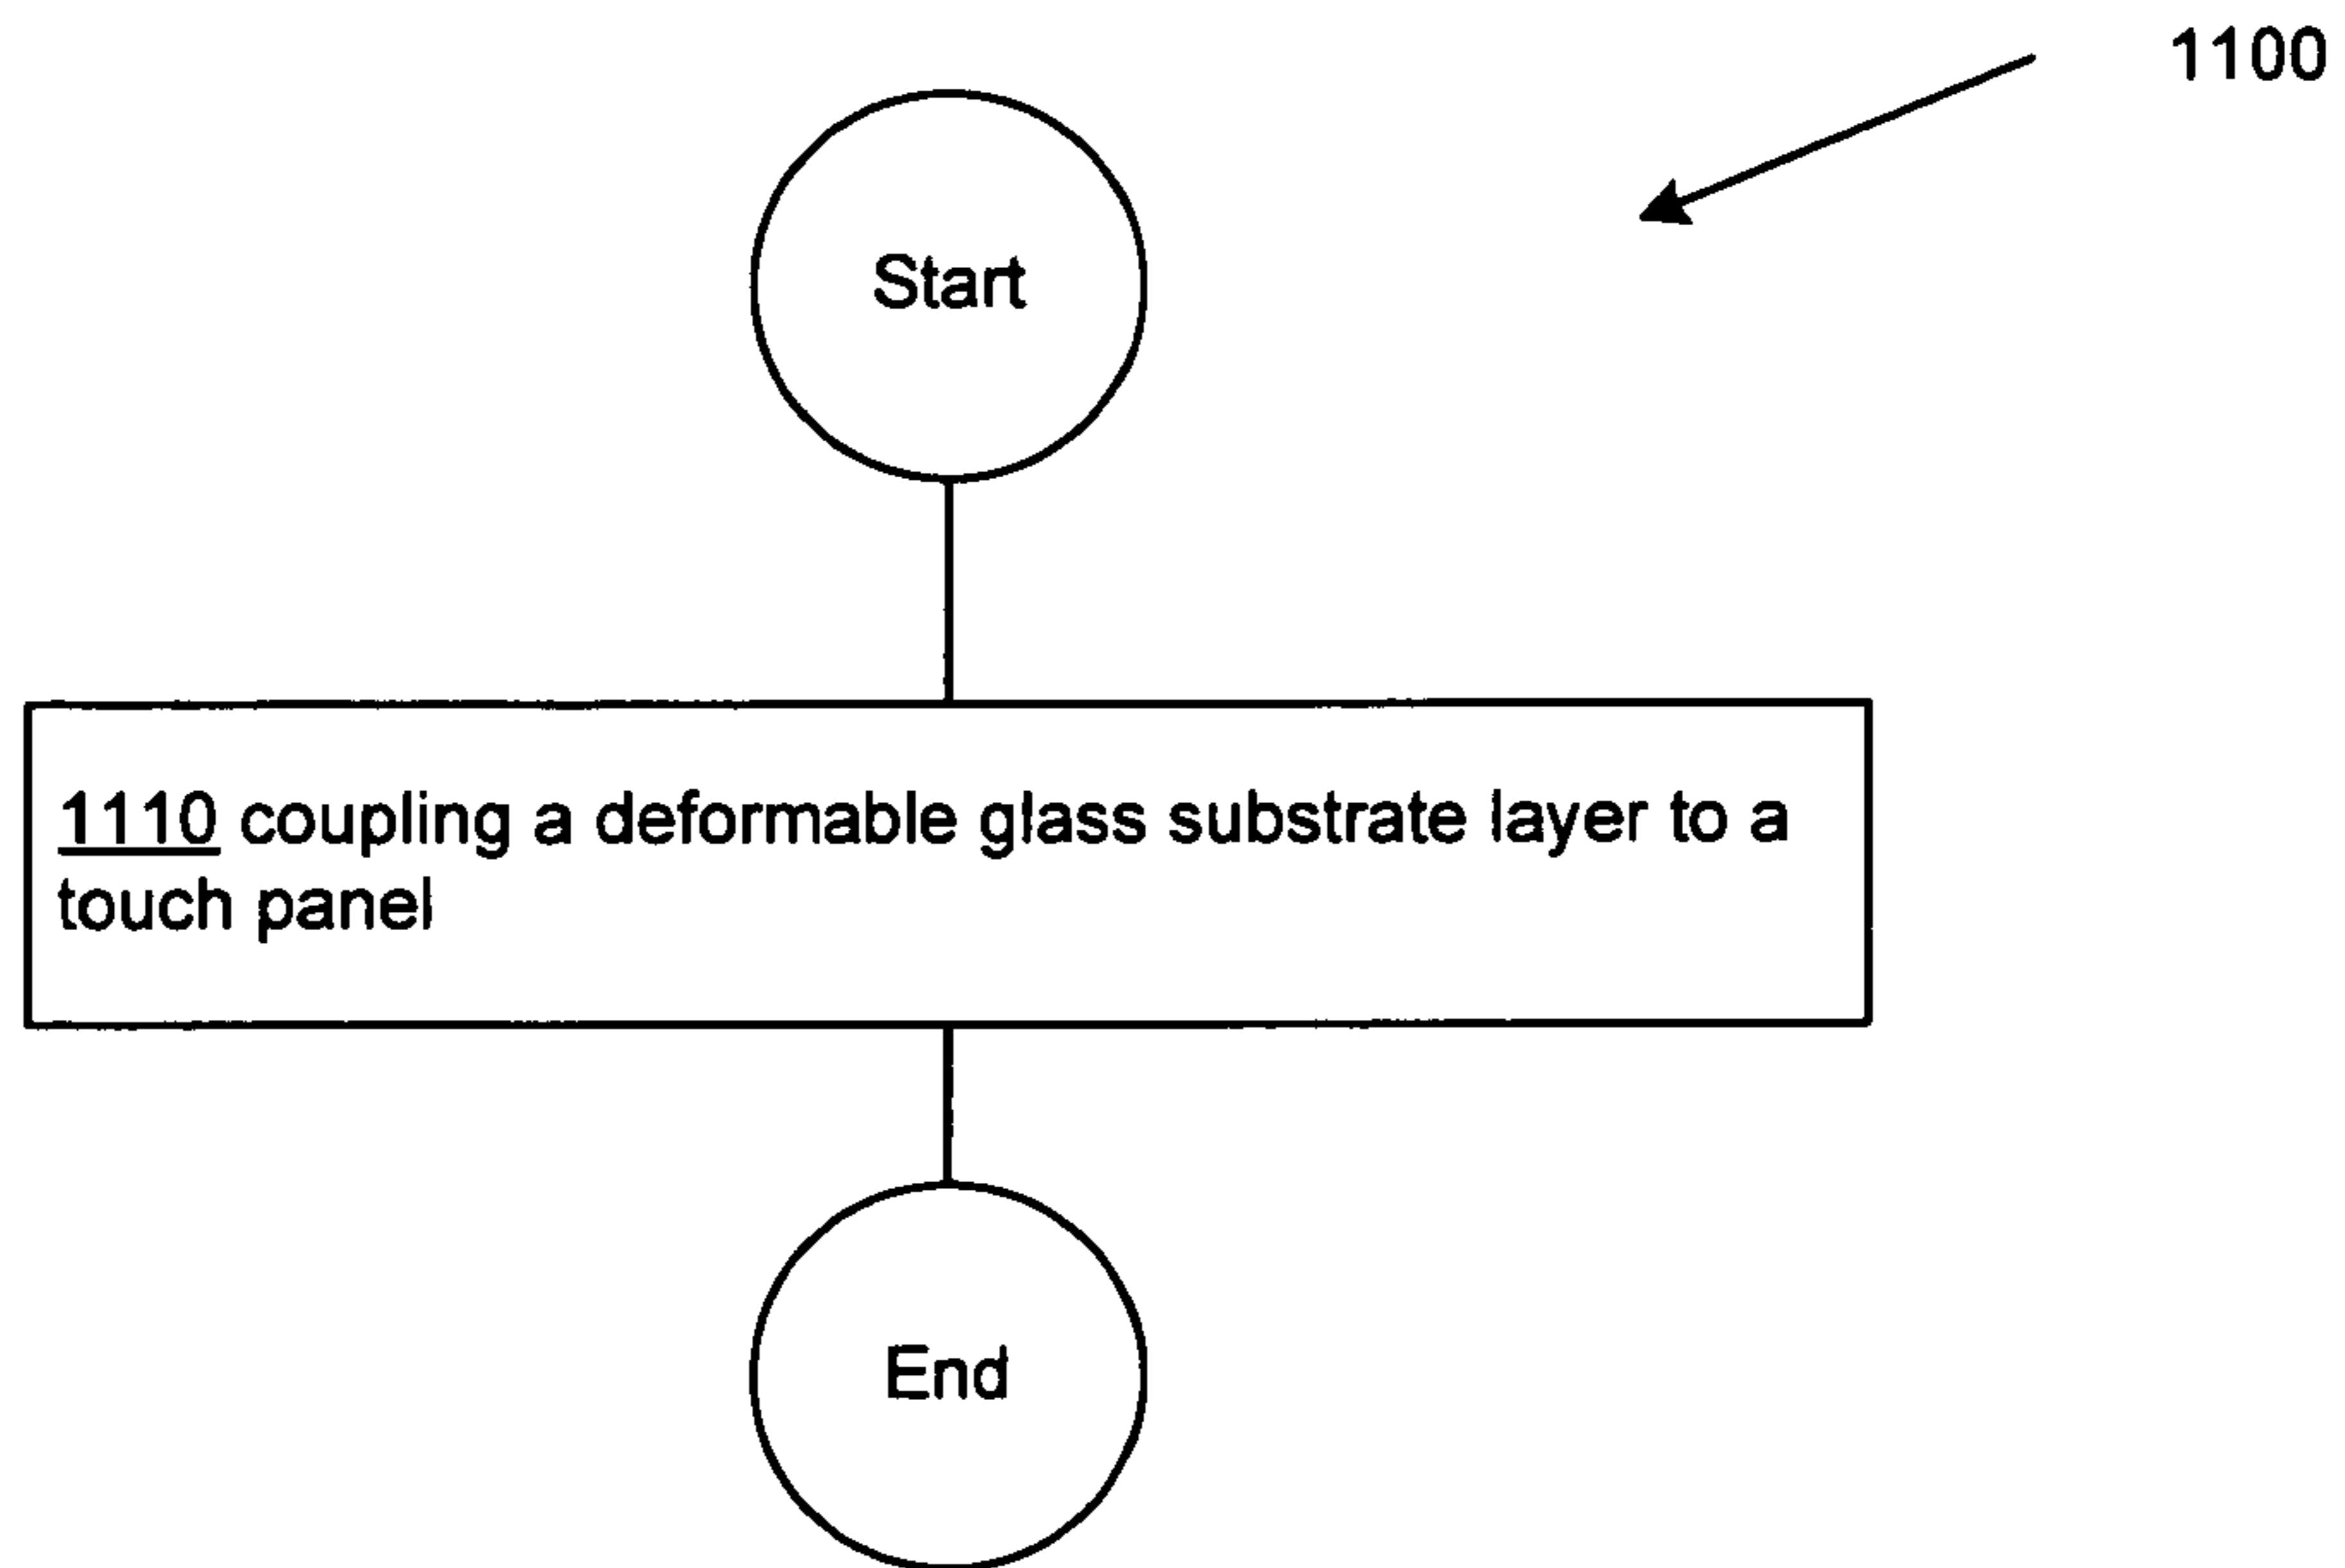 1100
Start
1110 coupling a deformable glass substrate layer to a
touch panel
End